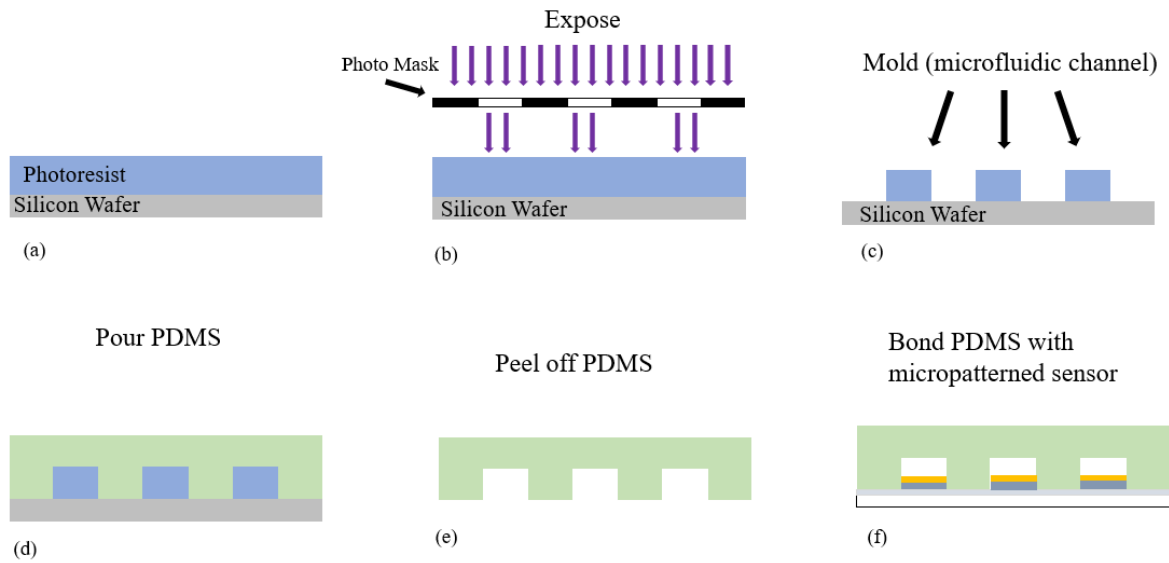 Photoresist
Silicon Wafer
(a)
Expose
Photo Mask
Silicon Wafer
(b)
Mold (microfluidic channel)
Silicon Wafer
(c)
Pour PDMS
(d)
Peel off PDMS
(e)
Bond PDMS with
micropatterned sensor
(f)